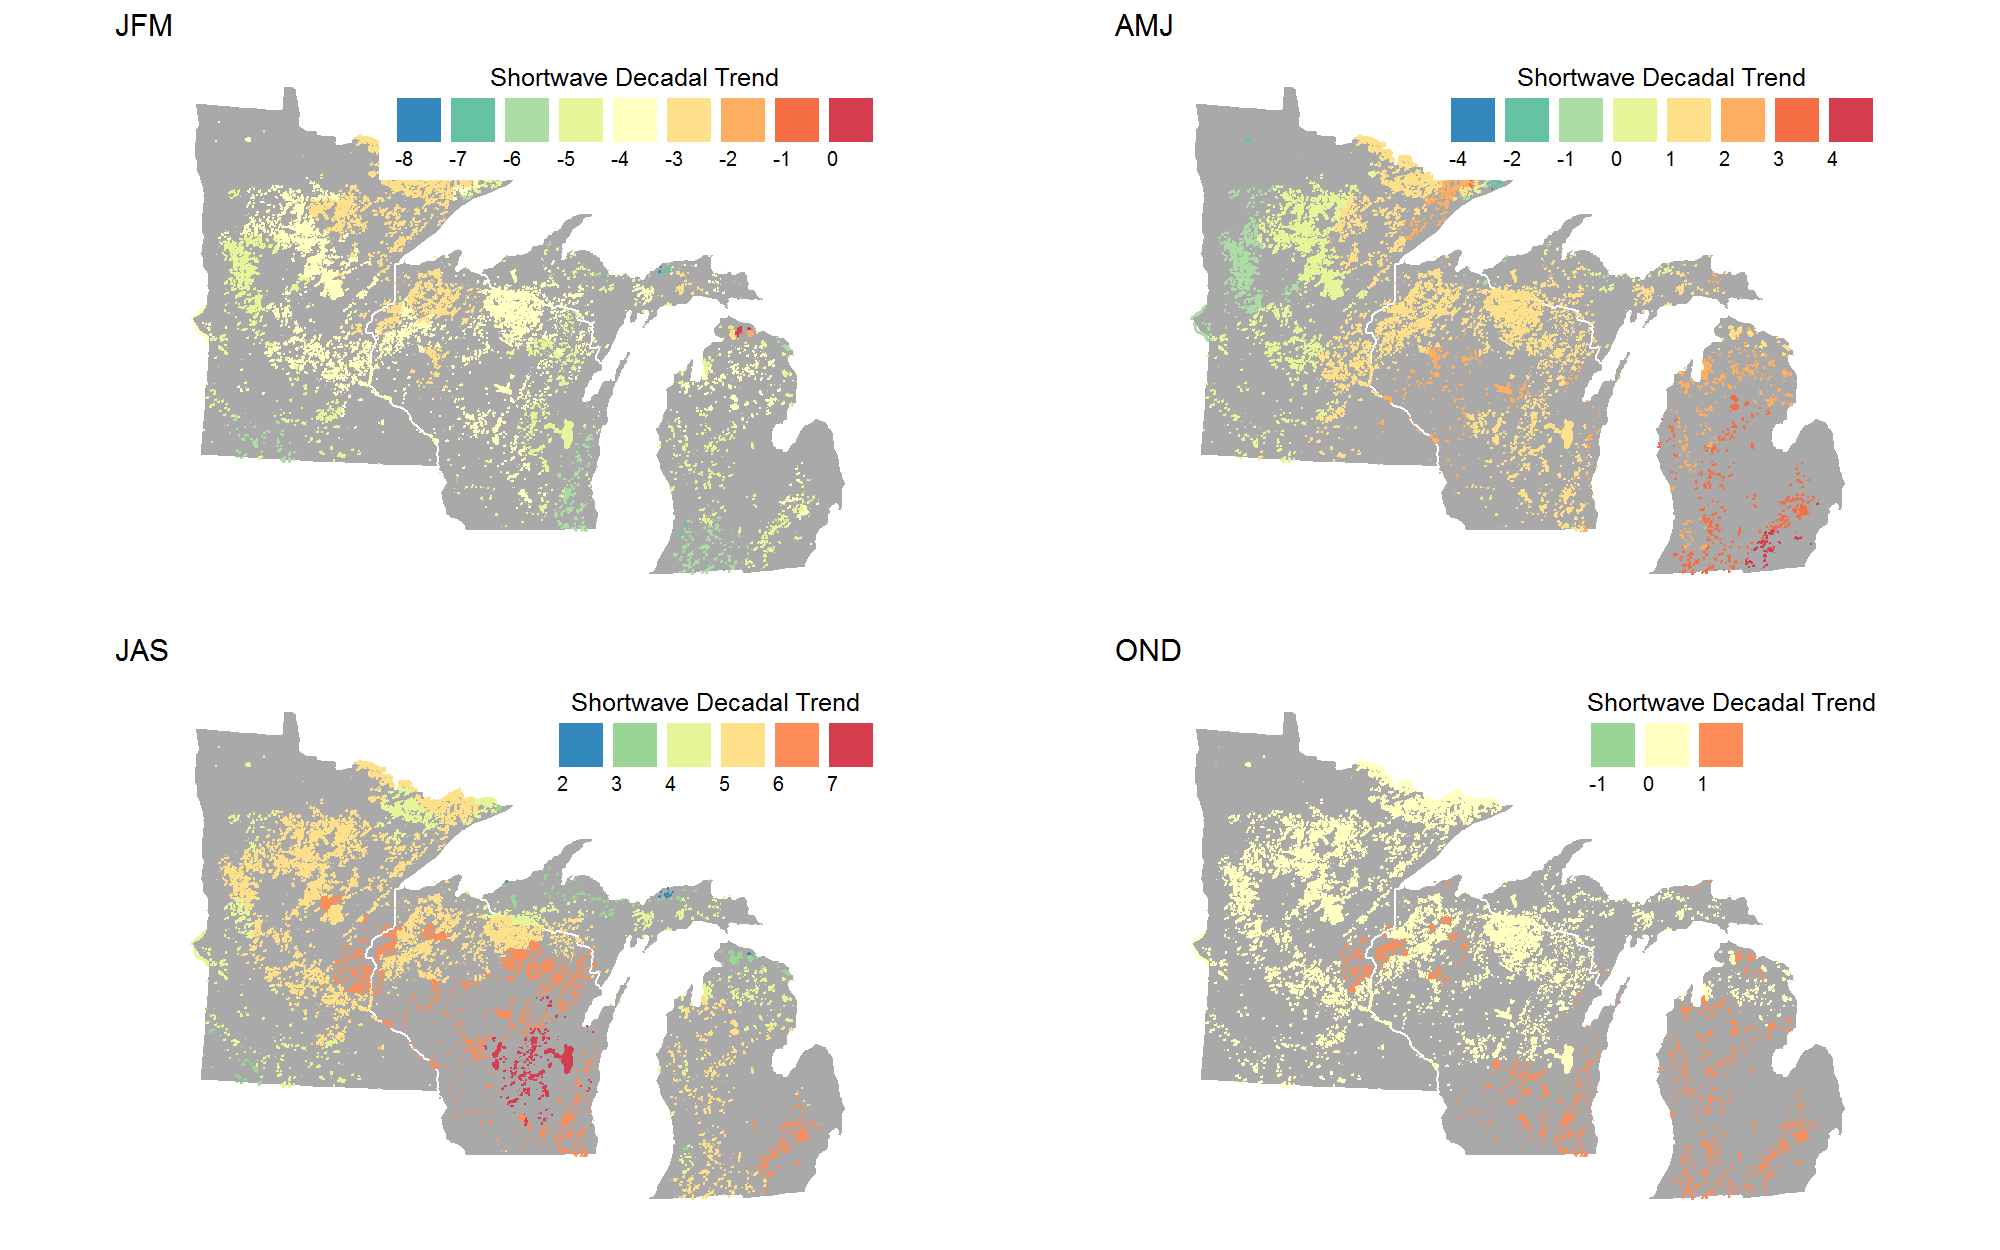 JFM
Shortwave Decadal Trend
-8 -7 -6 -5 -4 -3 -2 -1 0
AMJ
Shortwave Decadal Trend
-4 -2 -1 0 1 2 3 4
JAS
Shortwave Decadal Trend
2 3 4 5 6 7
OND
Shortwave Decadal Trend
-1 0 1